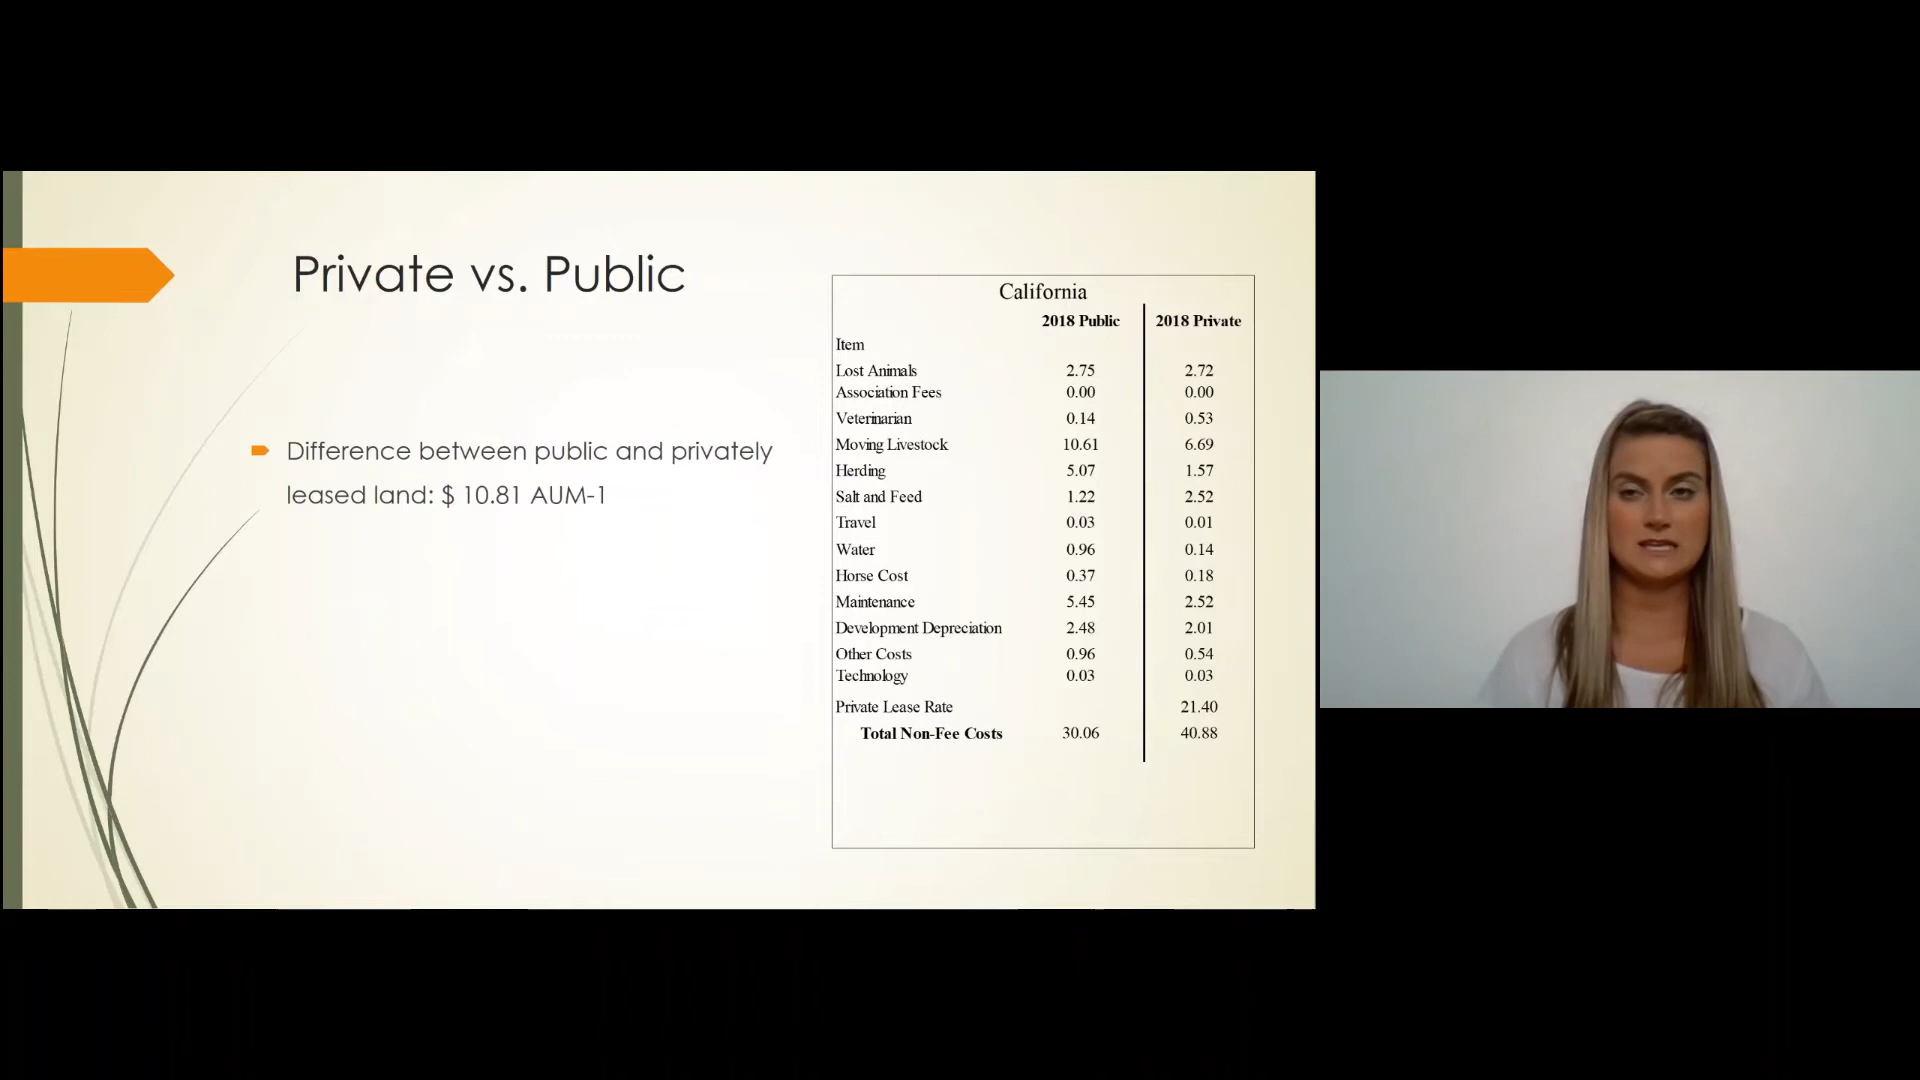 Private vs. Public
Difference between public and privately
leased land: $ 10.81 AUM-1
California
2018 Public 2018 Private
Item
Lost Animals 2.75 2.72
Association Fees 0.00 0.00
Veterinarian 0.14 0.53
Moving Livestock 10.61 6.69
Herding 5.07 1.57
Salt and Feed 1.22 2.52
Travel 0.03 0.01
Water 0.96 0.14
Horse Cost 0.37 0.18
Maintenance 5.45 2.52
Development Depreciation 2.48 2.01
Other Costs 0.96 0.54
Technology 0.03 0.03
Private Lease Rate 21.40
Total Non-Fee Costs 30.06 40.88